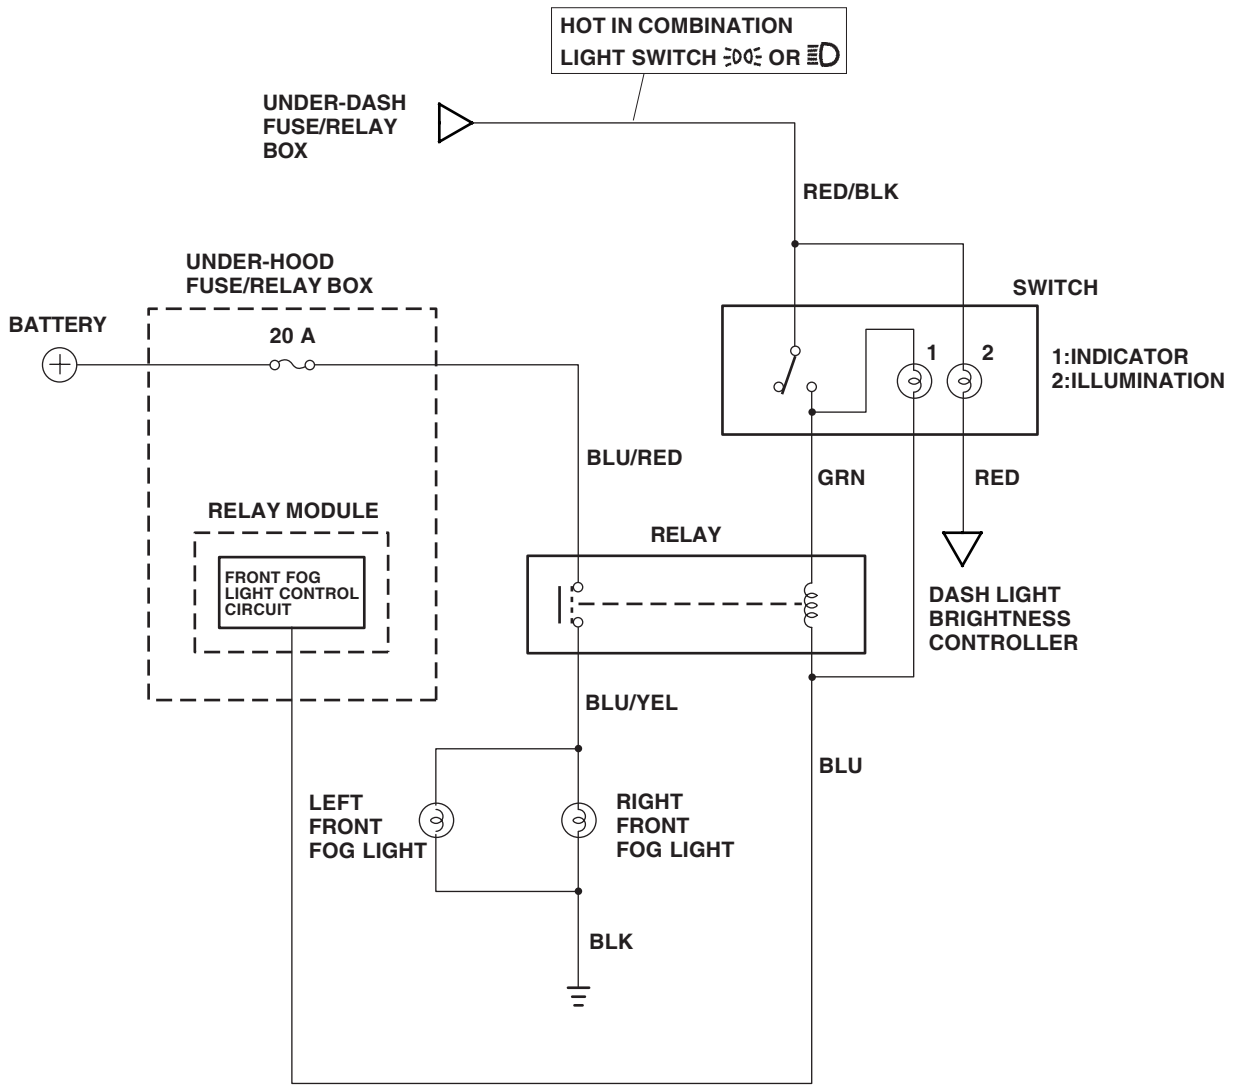 HOT IN COMBINATION
LIGHT SWITCH OR
UNDER-DASH
FUSE/RELAY
BOX
RED/BLK
UNDER-HOOD
FUSE/RELAY BOX
SWITCH
BATTERY
20 A
1
2
1:INDICATOR
2:ILLUMINATION
BLU/RED
GRN
RED
RELAY MODULE
RELAY
FRONT FOG
LIGHT CONTROL
CIRCUIT
DASH LIGHT
BRIGHTNESS
CONTROLLER
BLU/YEL
BLU
LEFT
FRONT
FOG LIGHT
RIGHT
FRONT
FOG LIGHT
BLK